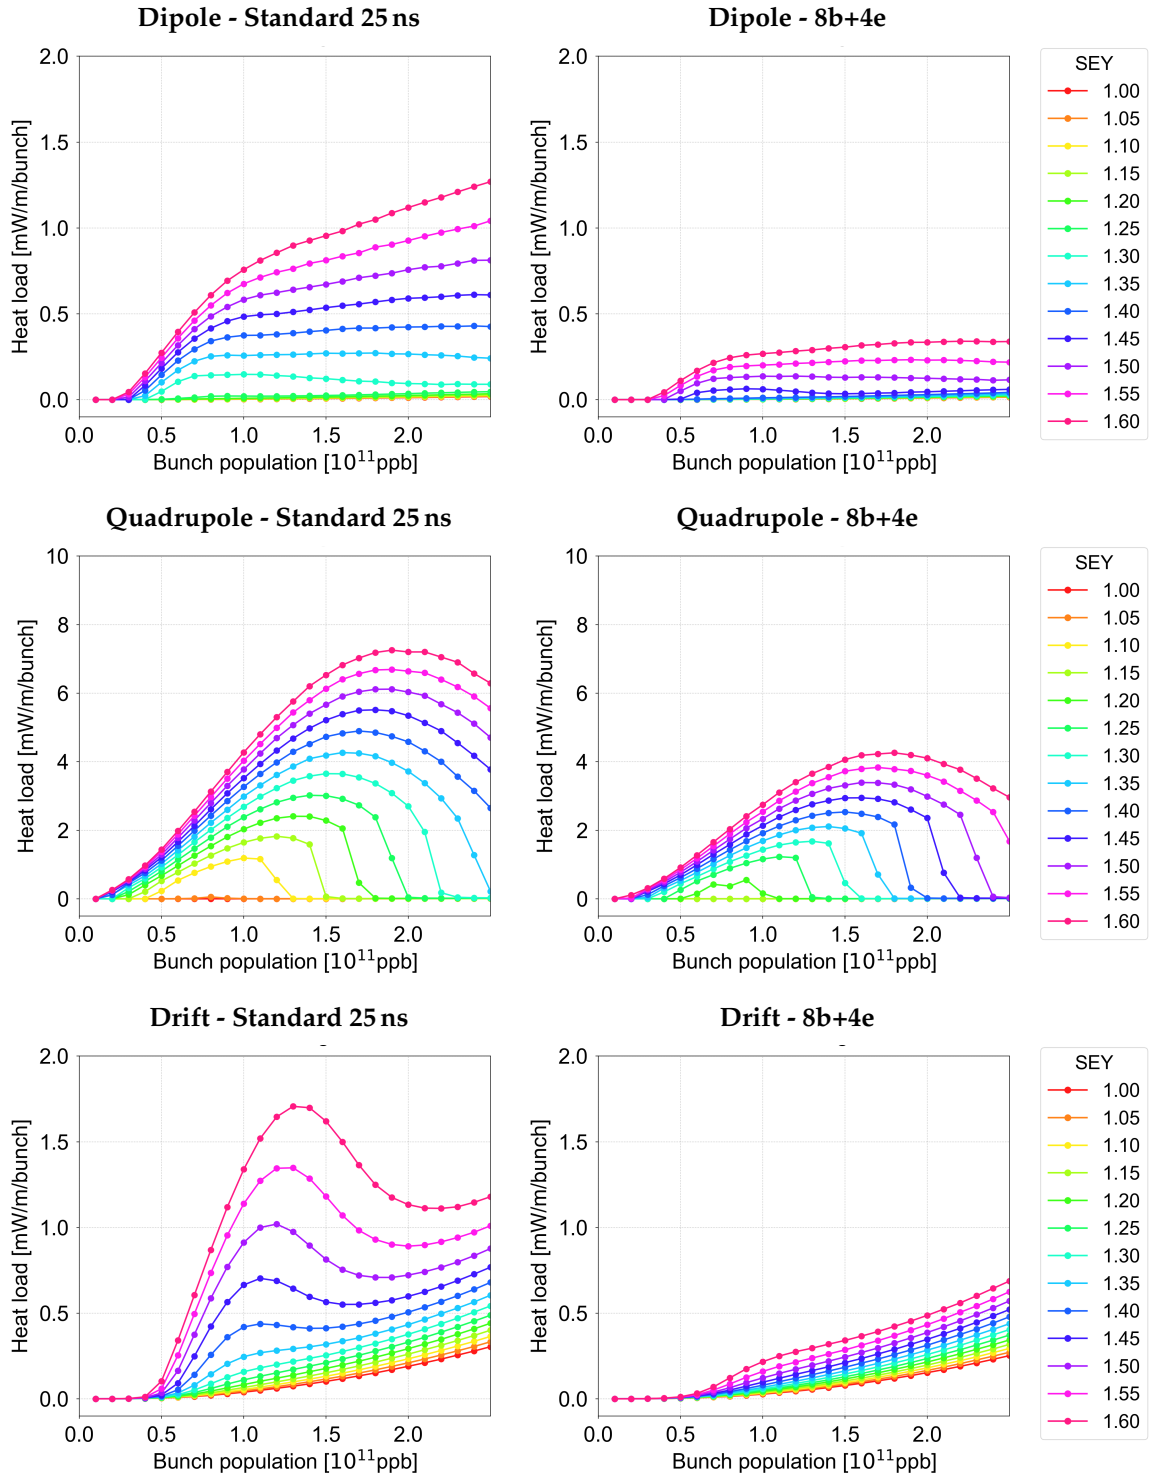 Dipole - Standard 25 ns
Dipole - 8b+4e
2.0
1.5
1.0
0.5
0.0
Heat load [mW/m/bunch]
0.0 0.5 1.0 1.5 2.0
Bunch population [10¹¹ppb]
2.0
1.5
1.0
0.5
0.0
Heat load [mW/m/bunch]
0.0 0.5 1.0 1.5 2.0
Bunch population [10¹¹ppb]
SEY
1.00
1.05
1.10
1.15
1.20
1.25
1.30
1.35
1.40
1.45
1.50
1.55
1.60
Quadrupole - Standard 25 ns
Quadrupole - 8b+4e
10
8
6
4
2
0
Heat load [mW/m/bunch]
0.0 0.5 1.0 1.5 2.0
Bunch population [10¹¹ppb]
10
8
6
4
2
0
Heat load [mW/m/bunch]
0.0 0.5 1.0 1.5 2.0
Bunch population [10¹¹ppb]
SEY
1.00
1.05
1.10
1.15
1.20
1.25
1.30
1.35
1.40
1.45
1.50
1.55
1.60
Drift - Standard 25 ns
Drift - 8b+4e
2.0
1.5
1.0
0.5
0.0
Heat load [mW/m/bunch]
0.0 0.5 1.0 1.5 2.0
Bunch population [10¹¹ppb]
2.0
1.5
1.0
0.5
0.0
Heat load [mW/m/bunch]
0.0 0.5 1.0 1.5 2.0
Bunch population [10¹¹ppb]
SEY
1.00
1.05
1.10
1.15
1.20
1.25
1.30
1.35
1.40
1.45
1.50
1.55
1.60